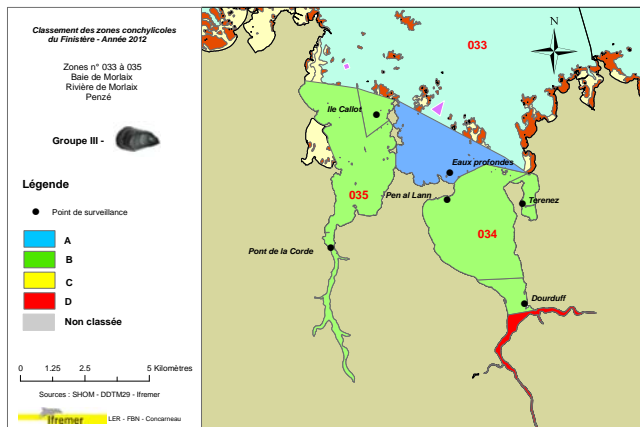 Classement des zones conchylicoles
du Finistère - Année 2012
Zones n° 033 à 035
Baie de Morlaix
Rivière de Morlaix
Penzé
Groupe III -
Légende
Point de surveillance
A
B
C
D
Non classée
0 1.25 2.5 5 Kilomètres
Sources : SHOM - DDTM29 - Ifremer
Ifremer LER - FBN - Concarneau
N
033
Ile Callot
Eaux profondes
035
Pen al Lann
Terenez
034
Pont de la Corde
Dourduff